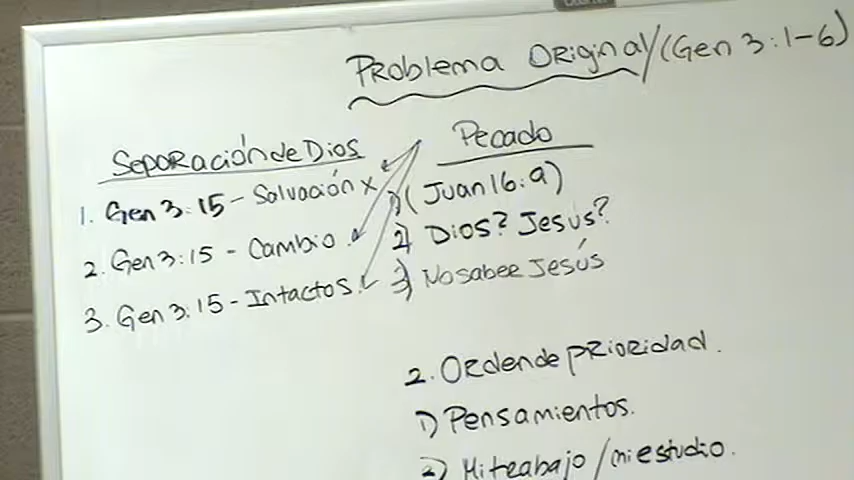 Problema Original/(Gen 3:1-6)
Separación de Dios
1. Gen 3:15 - Salvación x
2. Gen 3:15 - Cambio.
3. Gen 3:15 - Intactos.
Pecado
1) (Juan 16:9)
2) Dios? Jesus?
3) No sabee Jesús
2. Orden de prioridad.
1) Pensamientos.
2) Mi teabajo/mi estudio.